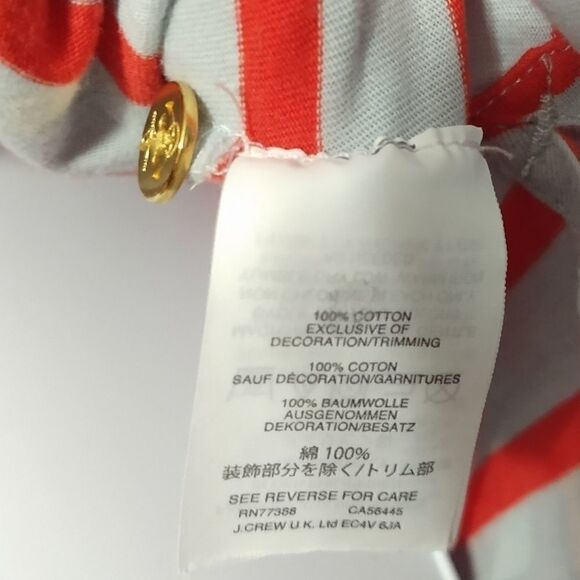 100% COTTON
EXCLUSIVE OF
DECORATION/TRIMMING
100% COTON
SAUF DÉCORATION/GARNITURES
100% BAUMWOLLE
AUSGENOMMEN
DEKORATION/BESATZ
綿 100%
装飾部分を除く/トリム部
SEE REVERSE FOR CARE
RN77388 CA56445
J.CREW U.K. Ltd EC4V 6JA